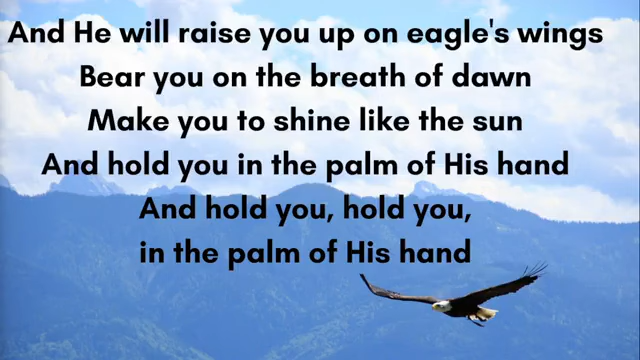 And He will raise you up on eagle's wings
Bear you on the breath of dawn
Make you to shine like the sun
And hold you in the palm of His hand
And hold you, hold you,
in the palm of His hand